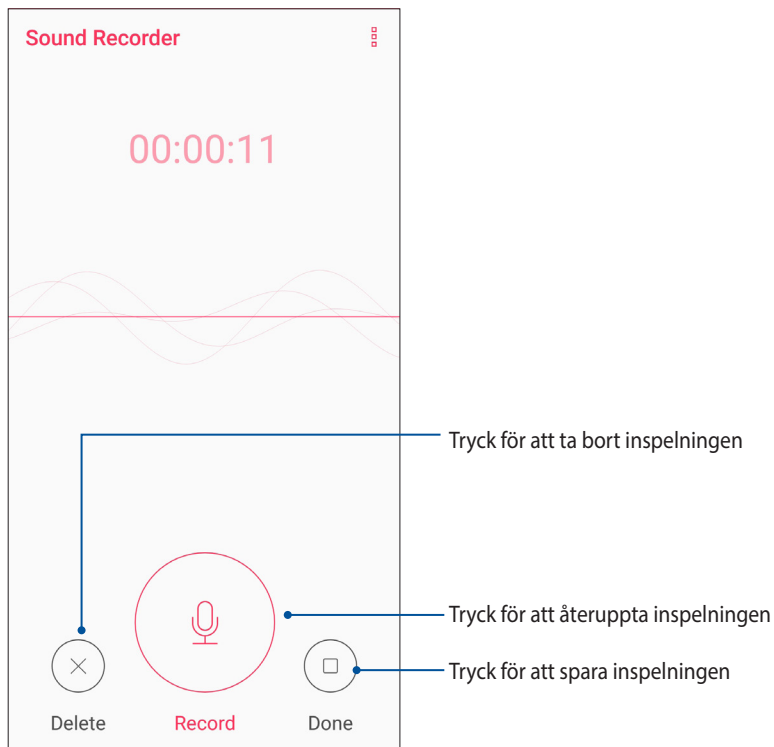 Sound Recorder
00:00:11
Tryck för att ta bort inspelningen
Tryck för att återuppta inspelningen
Tryck för att spara inspelningen
Delete
Record
Done